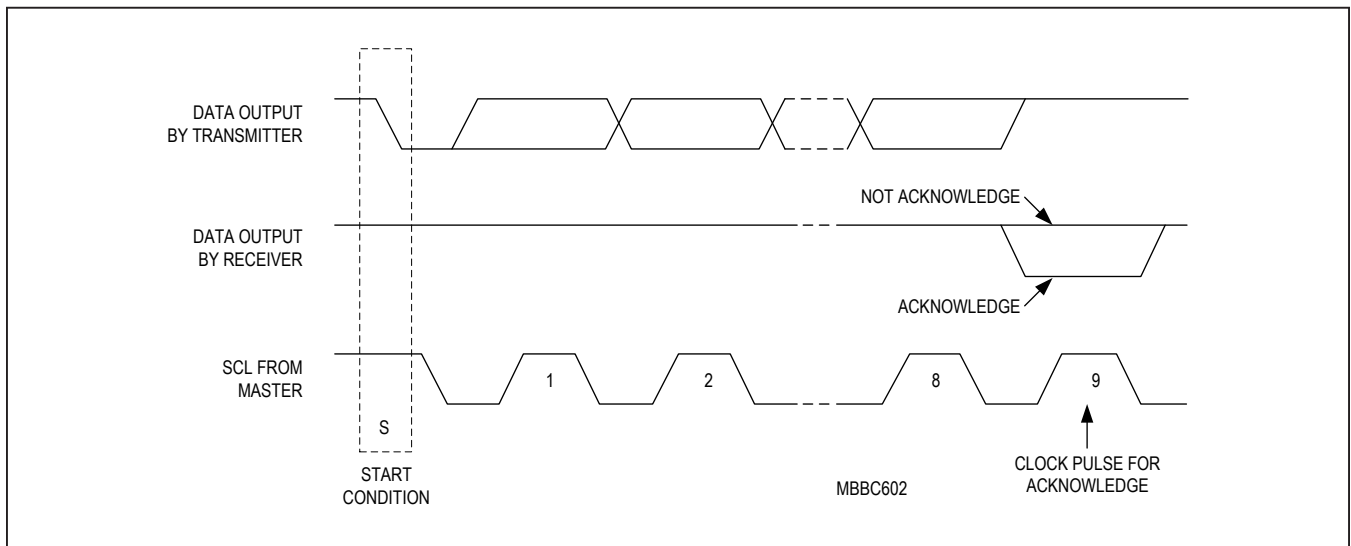 DATA OUTPUT
BY TRANSMITTER
NOT ACKNOWLEDGE
DATA OUTPUT
BY RECEIVER
ACKNOWLEDGE
SCL FROM
MASTER
1
2
8
9
S
START
CONDITION
MBBC602
CLOCK PULSE FOR
ACKNOWLEDGE